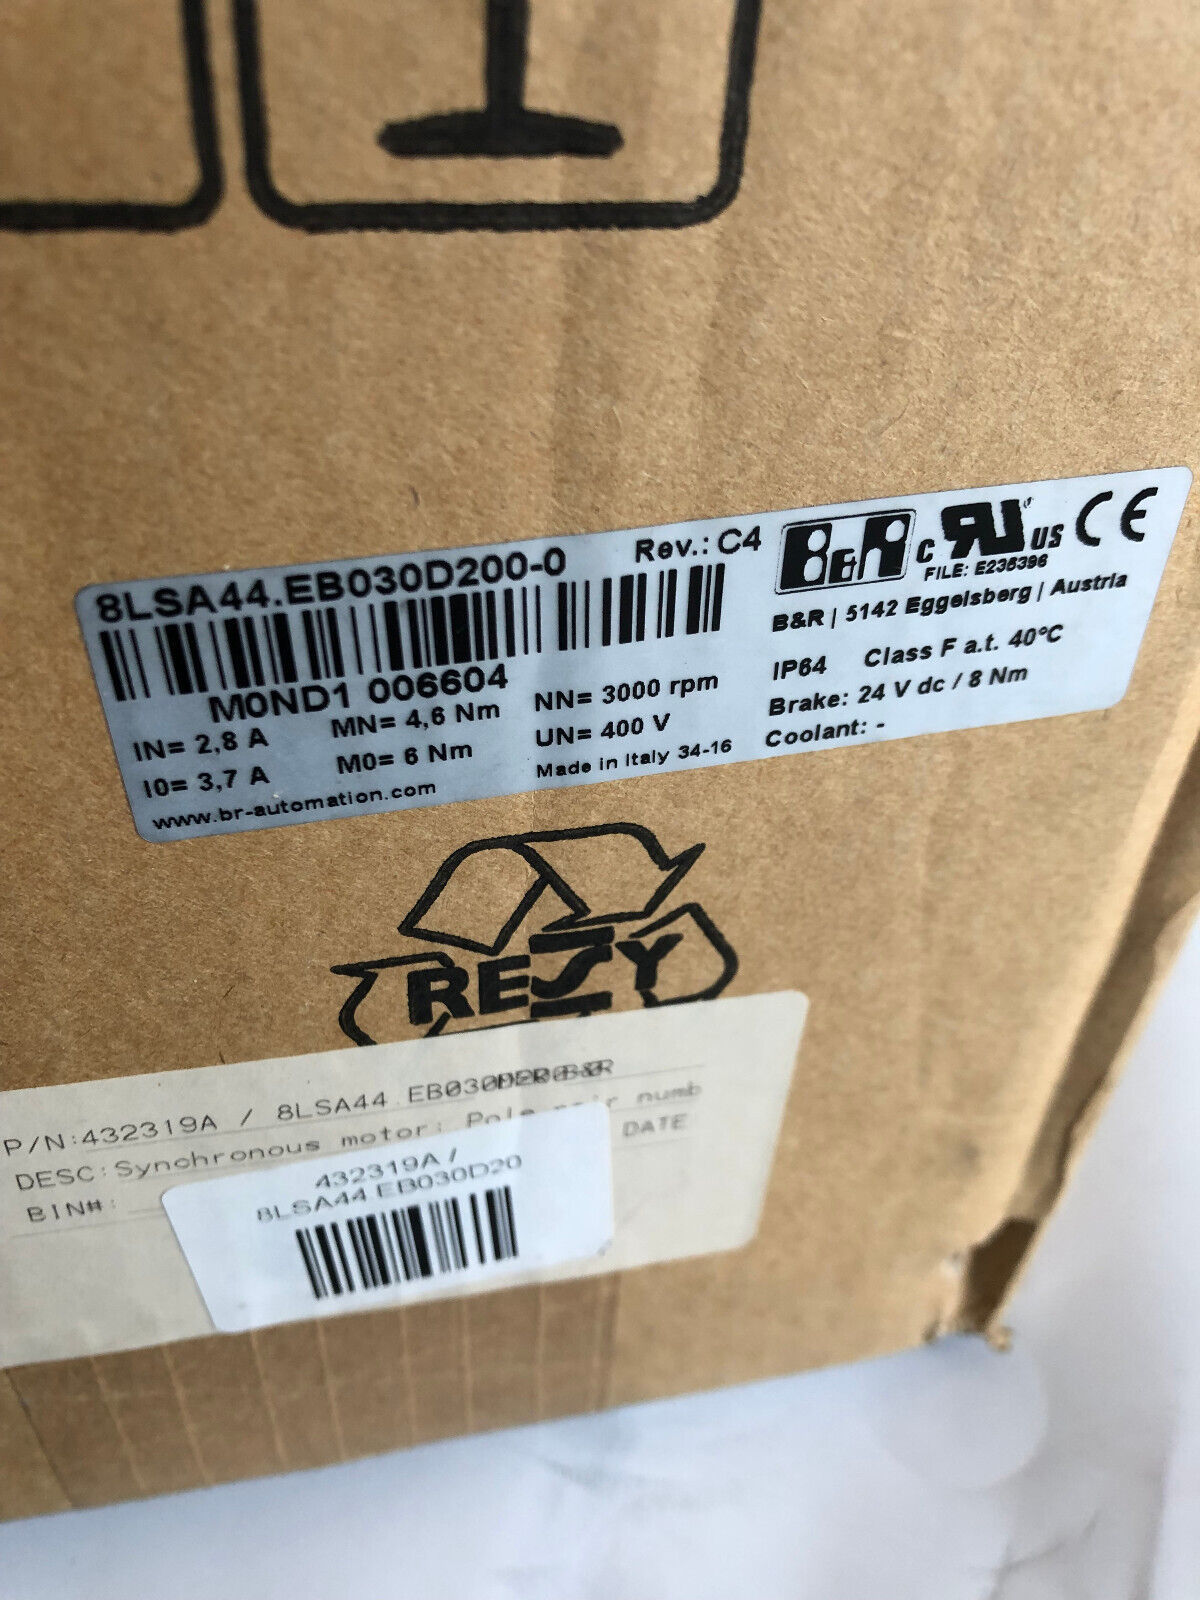 8LSA44.EB030D200-0 Rev.: C4
B&R c RU US CE
FILE: E235396
B&R | 5142 Eggelsberg | Austria
M0ND1 006604
IN= 2,8 A MN= 4,6 Nm NN= 3000 rpm IP64 Class F a.t. 40°C
I0= 3,7 A M0= 6 Nm UN= 400 V Brake: 24 V dc / 8 Nm
www.br-automation.com Made in Italy 34-16 Coolant: -
RESY
P/N:432319A / 8LSA44.EB030
DESC:Synchronous motor: Pole pair numb
BIN#: DATE
432319A /
8LSA44.EB030D20